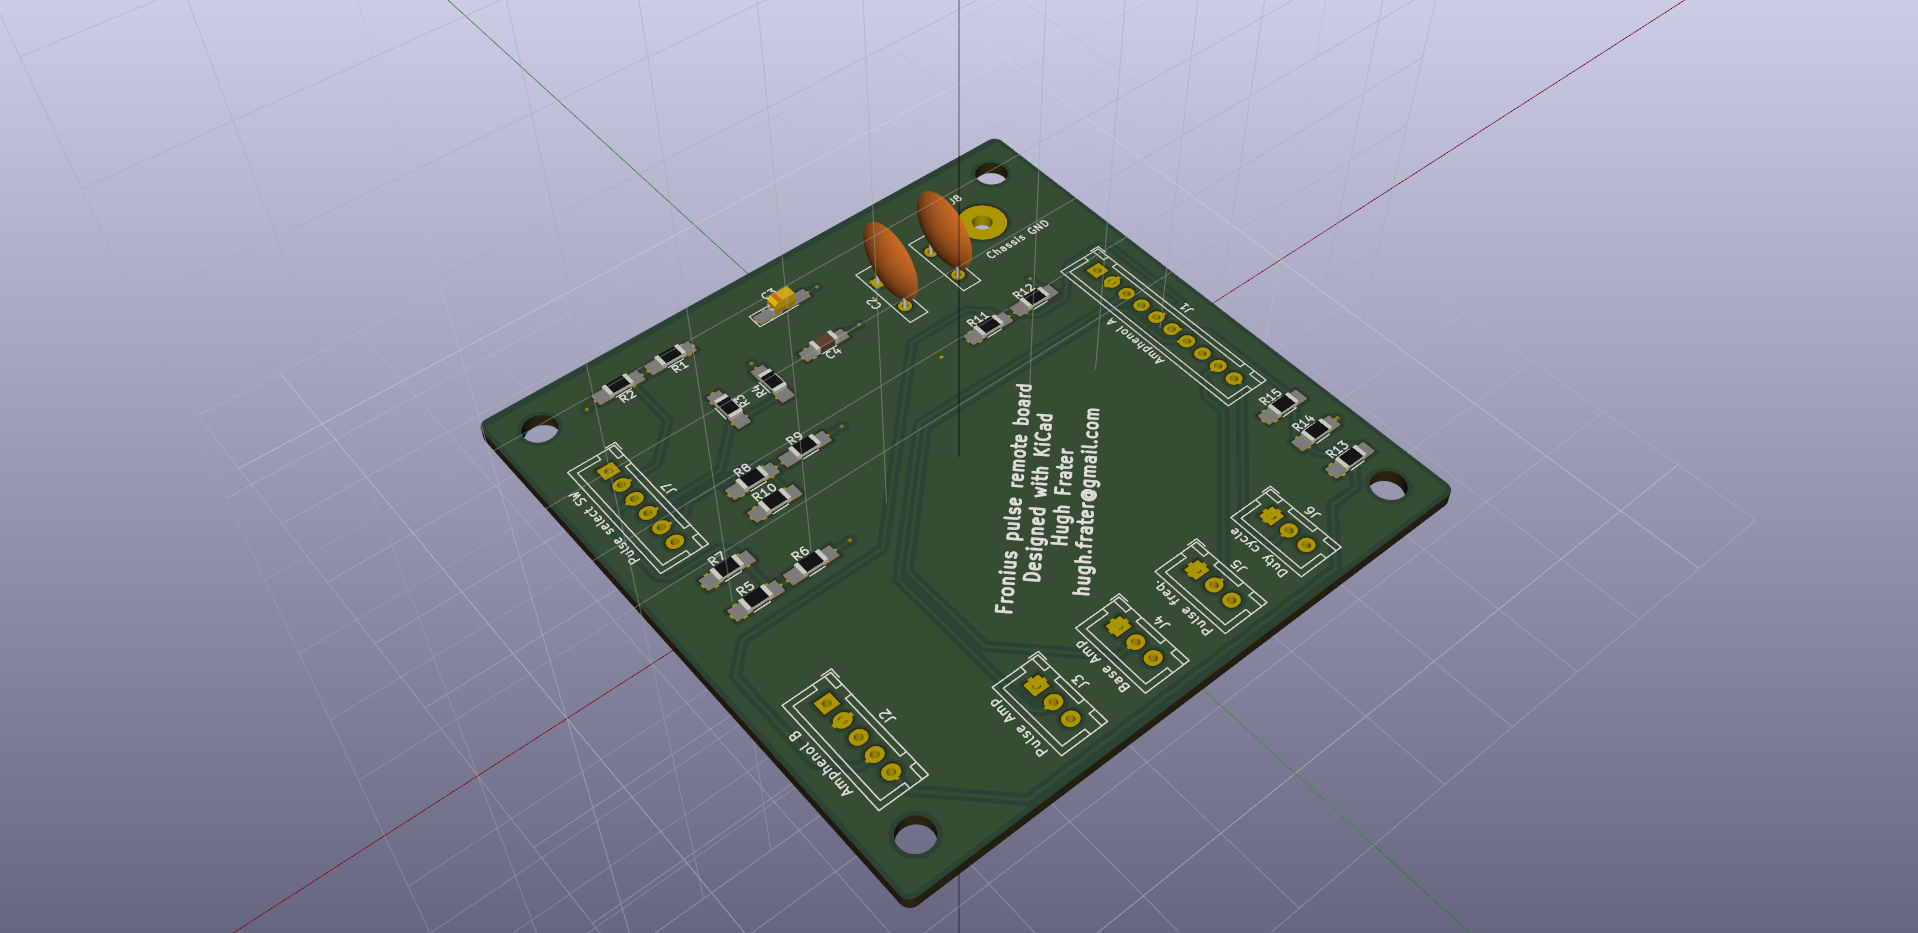 J8
Chassis GND
C3
C2
R12
R11
J1
Amphenol A
C4
R1
R2
R4
R3
R15
R14
R13
R9
R8
R10
J7
Pulse select SW
Fronius pulse remote board
Designed with KiCad
Hugh Frater
hugh.frater@gmail.com
J6
Duty cycle
J5
Pulse freq.
R7
R6
R5
J4
Base Amp
J3
Pulse Amp
J2
Amphenol B